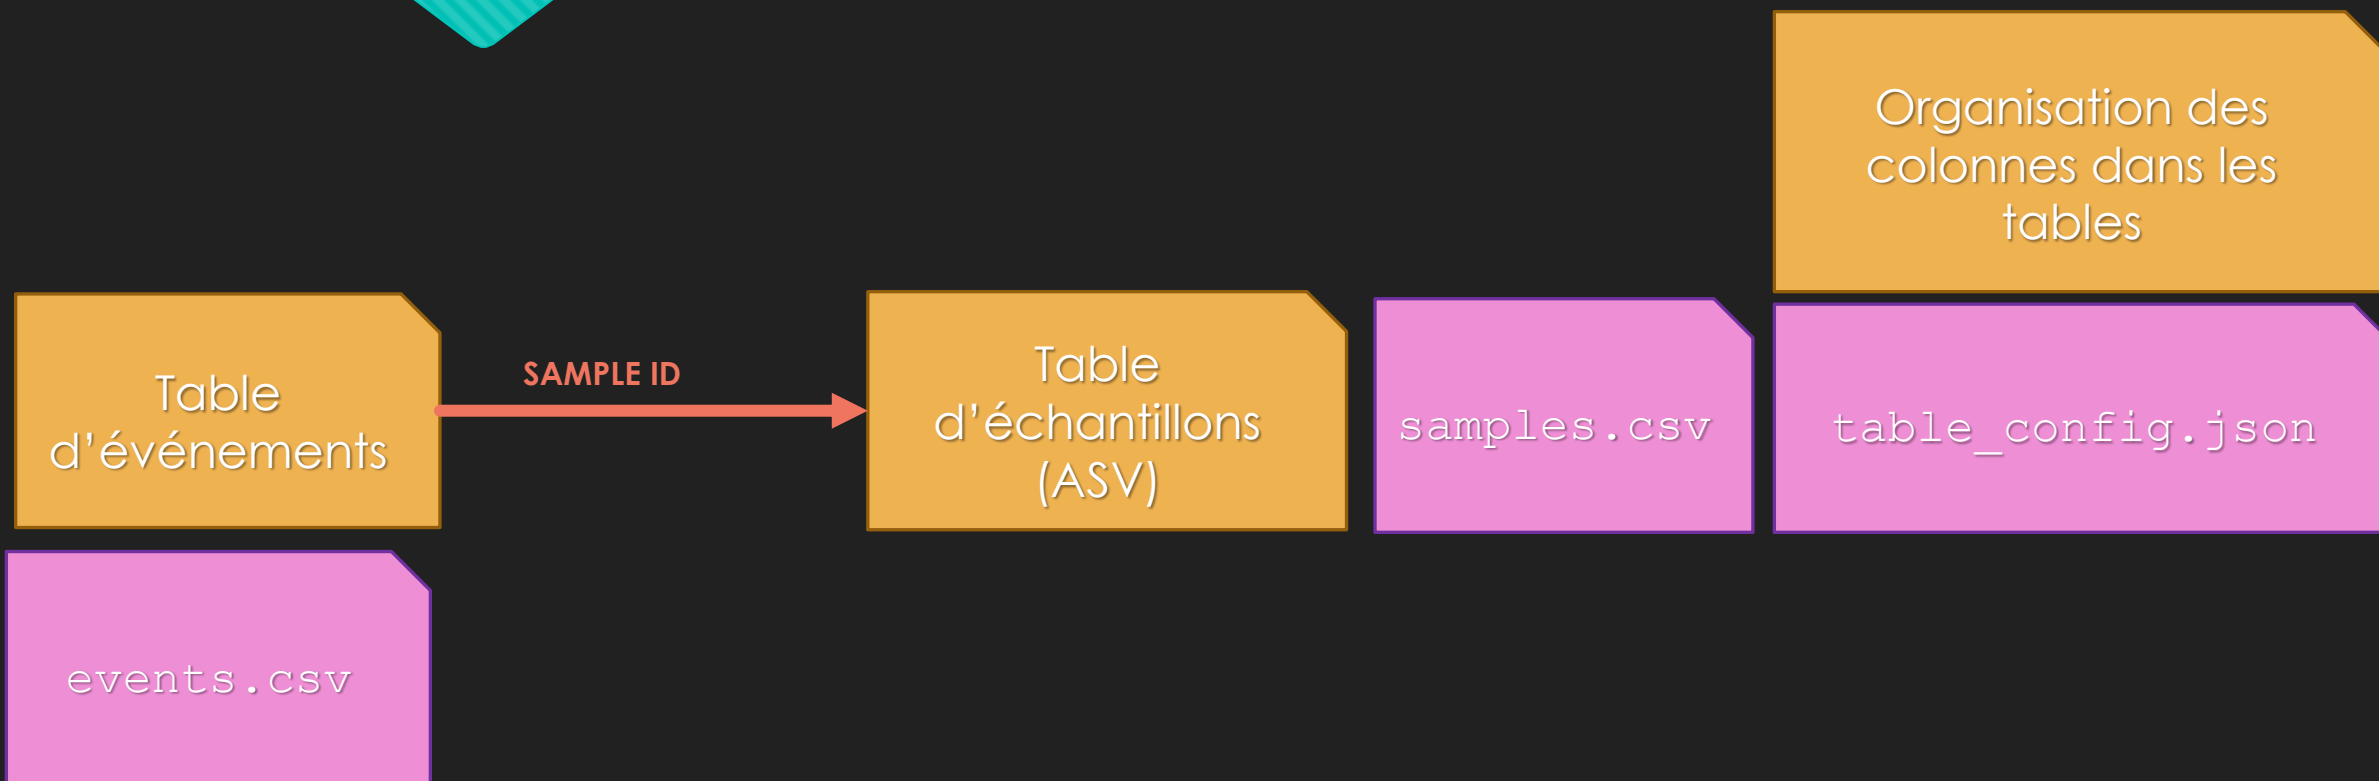 Organisation des
colonnes dans les
tables
Table
d’événements
SAMPLE ID
Table
d’échantillons
(ASV)
samples.csv
table_config.json
events.csv